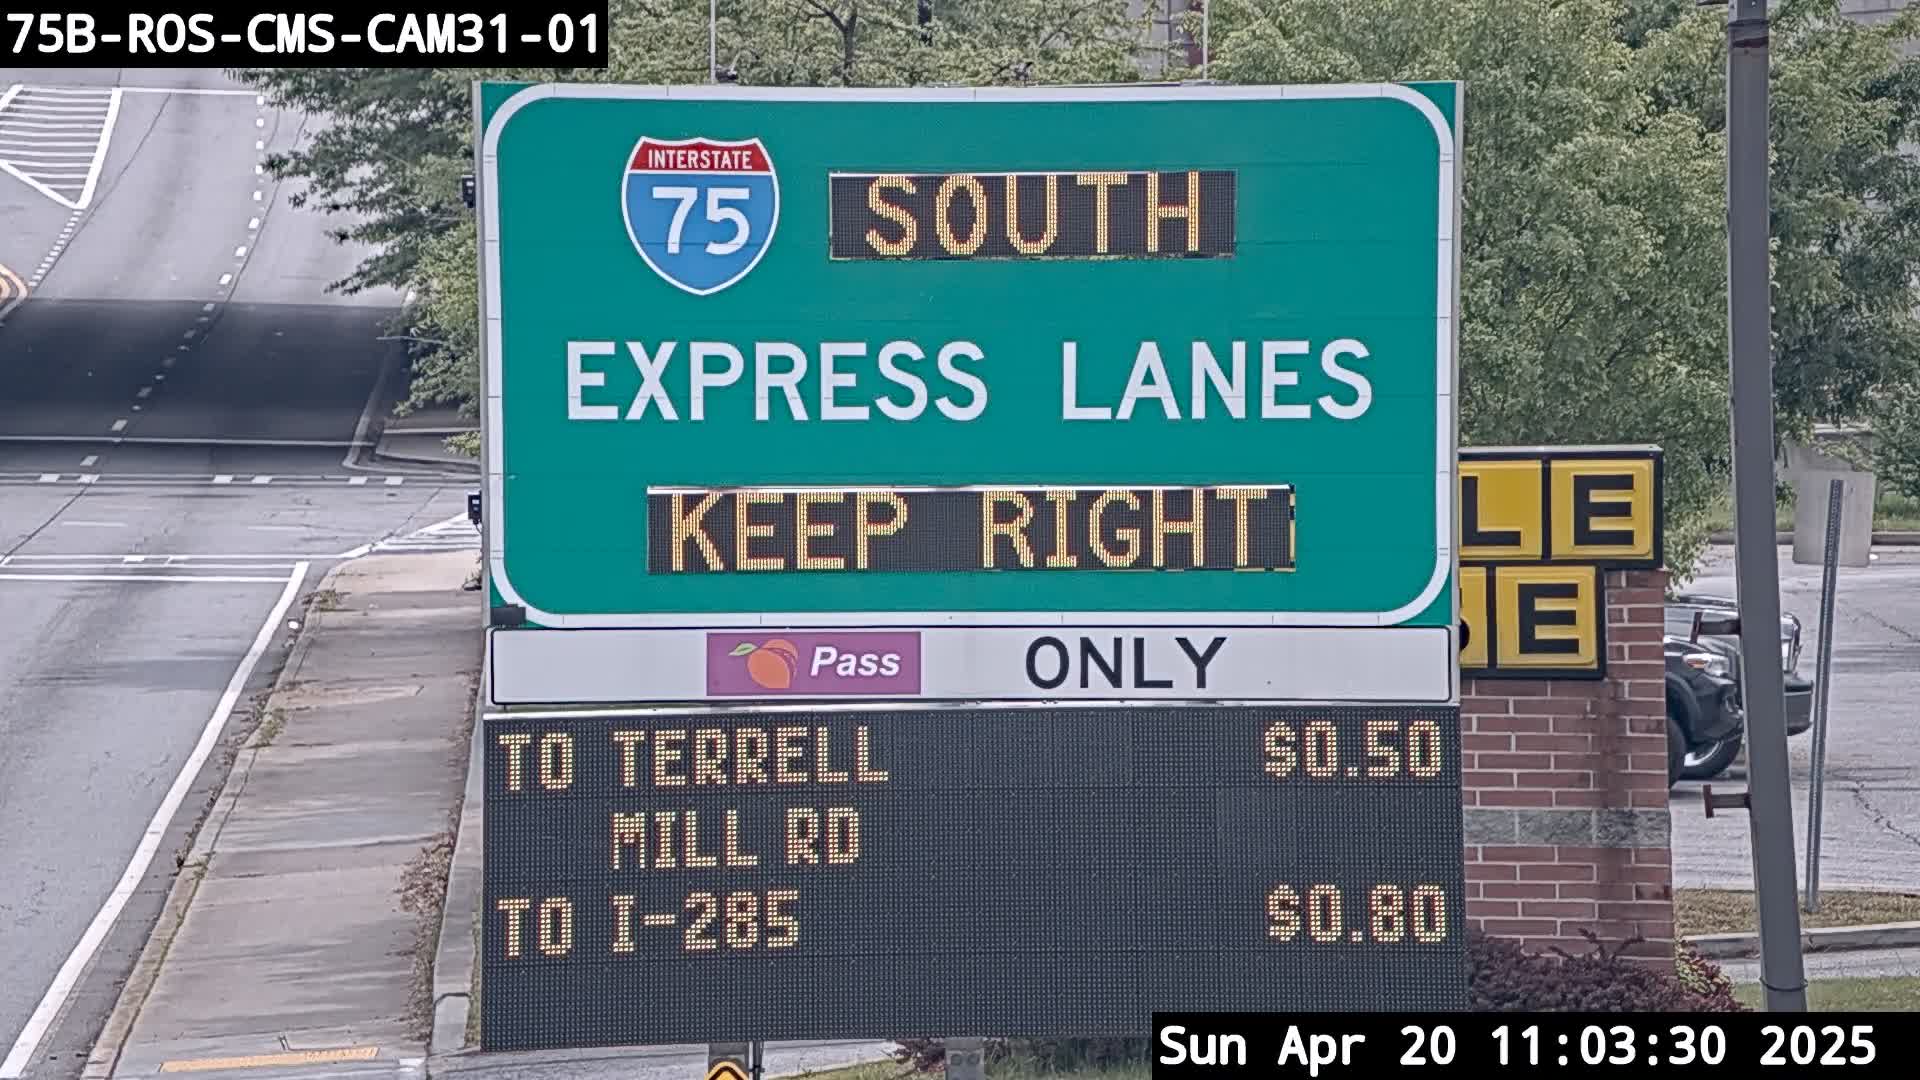 75B-ROS-CMS-CAM31-01
INTERSTATE
75
SOUTH
EXPRESS LANES
KEEP RIGHT
Pass ONLY
TO TERRELL $0.50
MILL RD
TO I-285 $0.80
LE
E
Sun Apr 20 11:03:30 2025